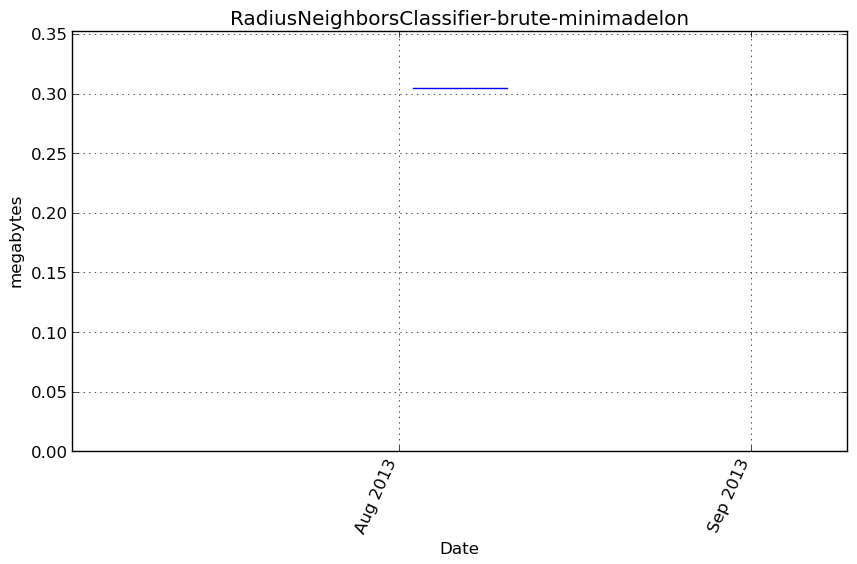 RadiusNeighborsClassifier-brute-minimadelon
0.35
0.30
0.25
0.20
0.15
0.10
0.05
0.00
megabytes
Aug 2013
Sep 2013
Date